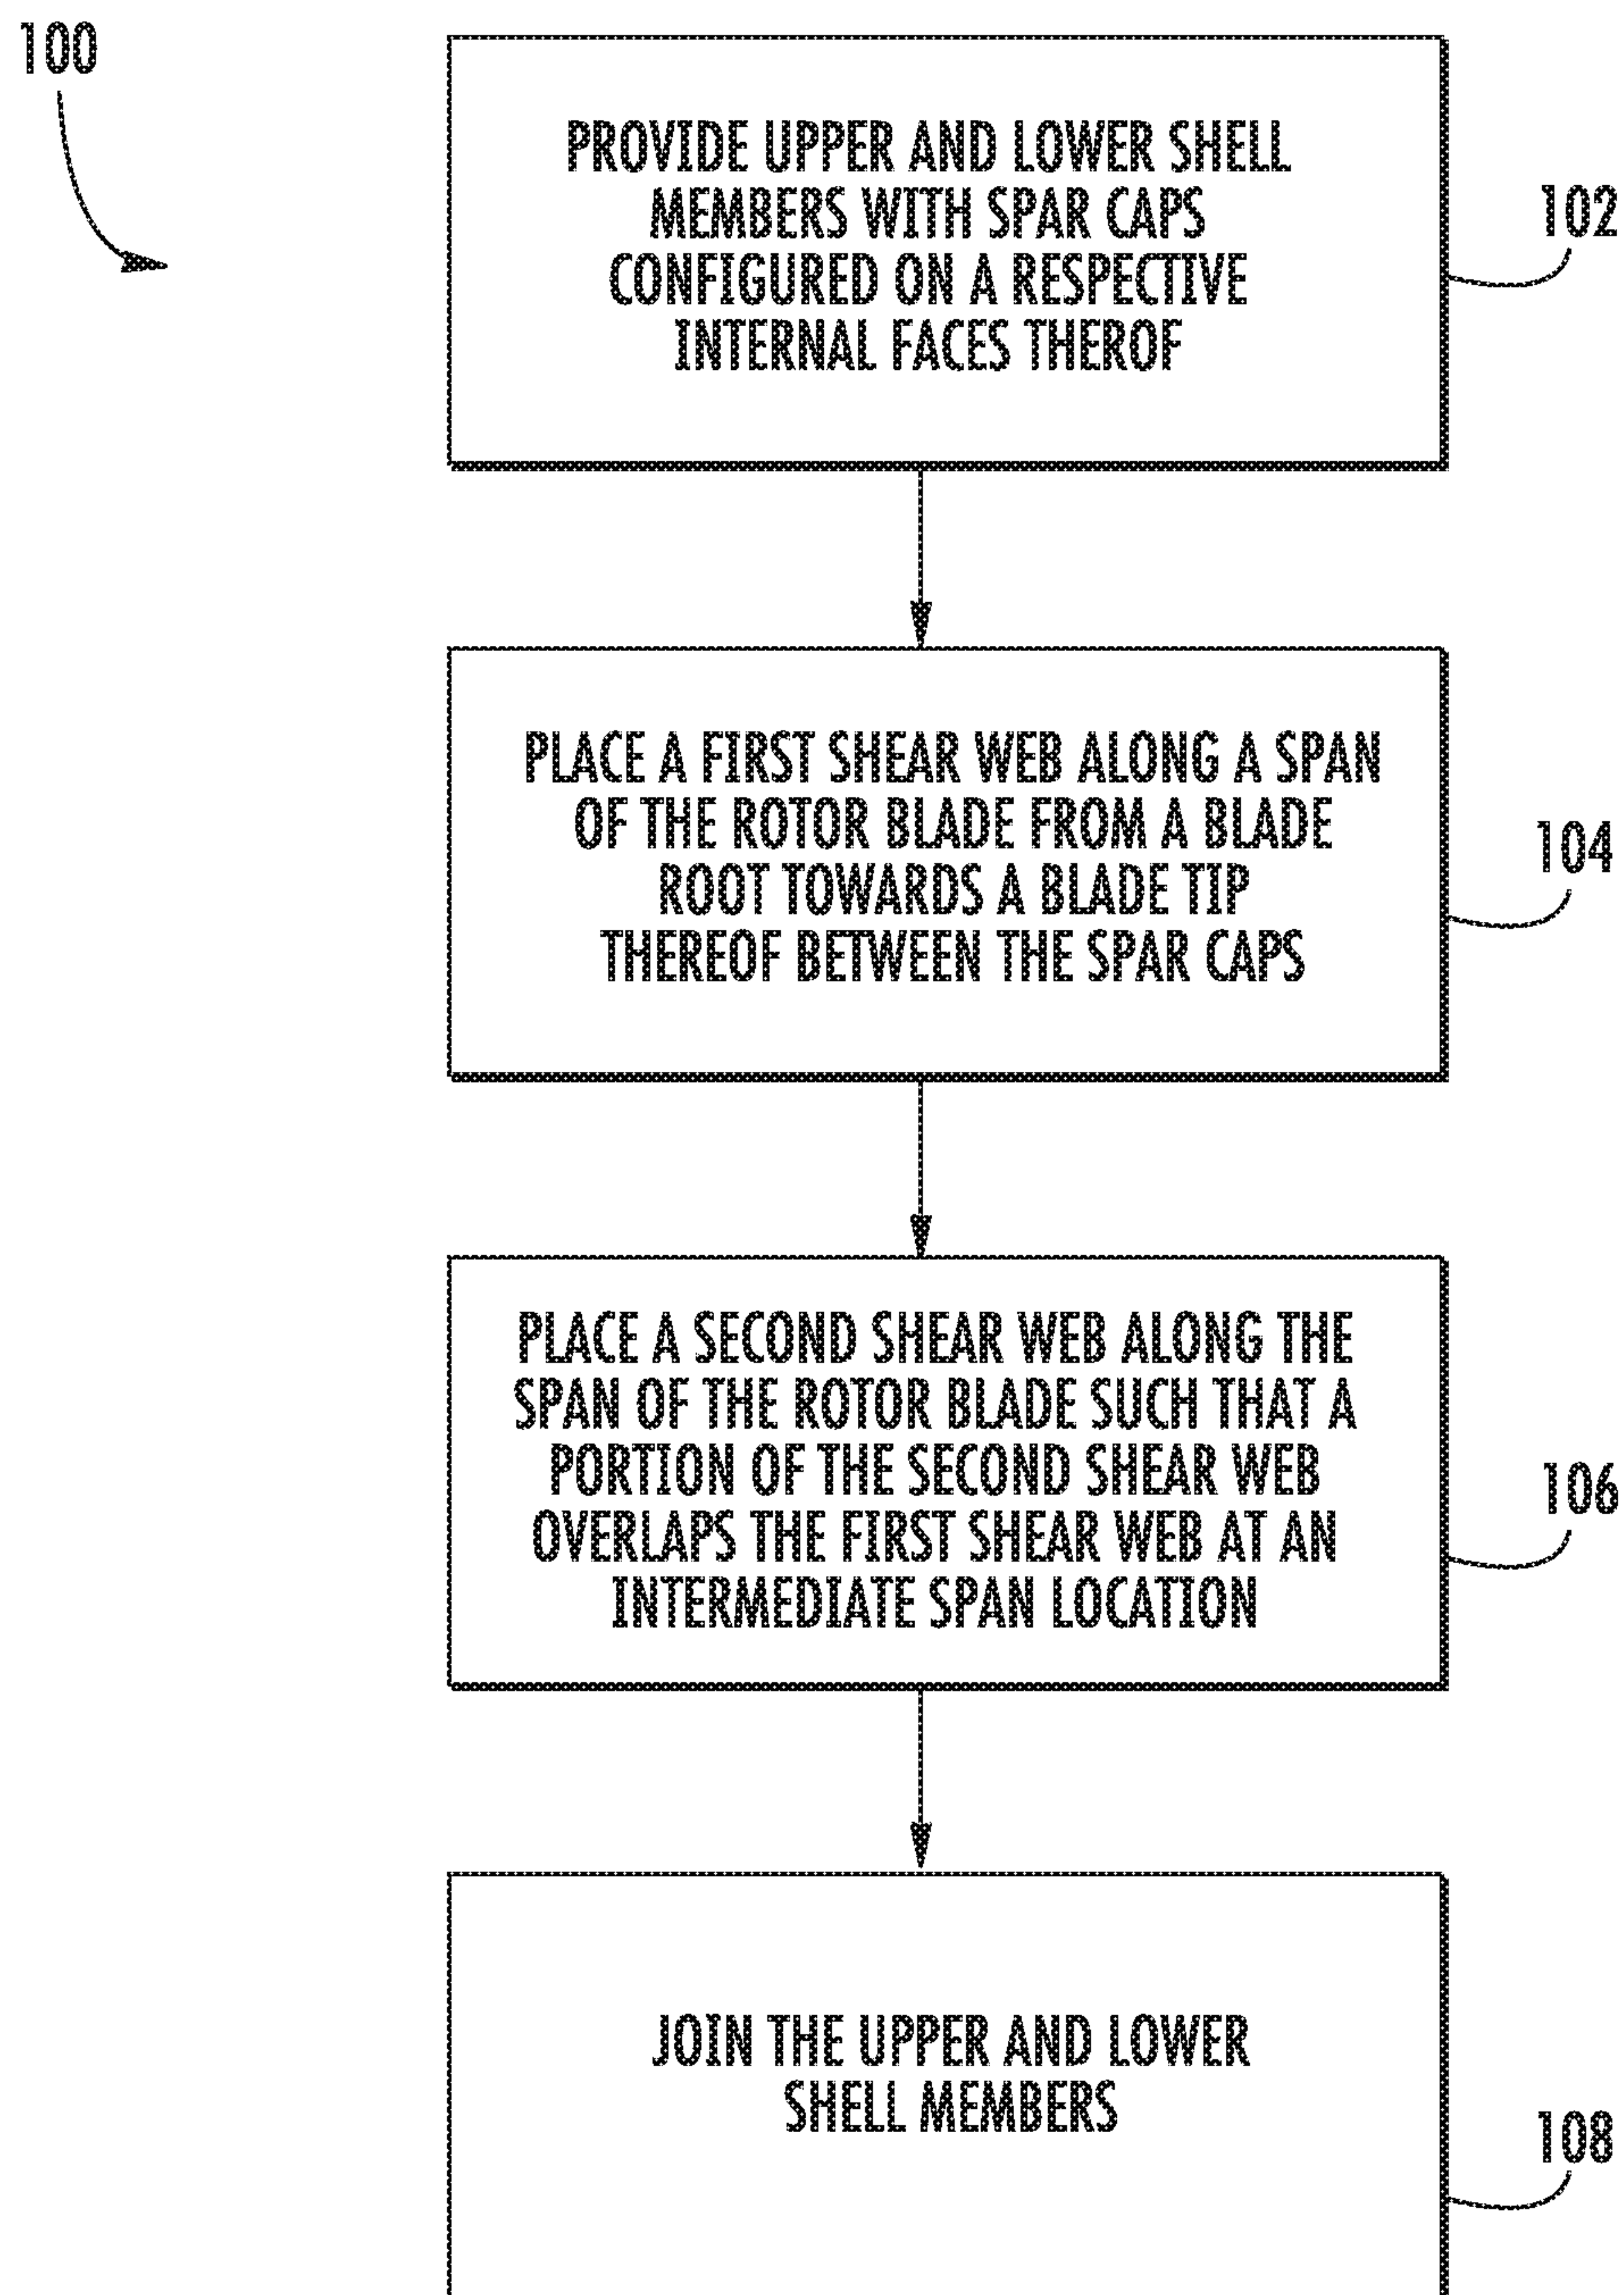 100
PROVIDE UPPER AND LOWER SHELL
MEMBERS WITH SPAR CAPS
CONFIGURED ON A RESPECTIVE
INTERNAL FACES THEROF
102
PLACE A FIRST SHEAR WEB ALONG A SPAN
OF THE ROTOR BLADE FROM A BLADE
ROOT TOWARDS A BLADE TIP
THEREOF BETWEEN THE SPAR CAPS
104
PLACE A SECOND SHEAR WEB ALONG THE
SPAN OF THE ROTOR BLADE SUCH THAT A
PORTION OF THE SECOND SHEAR WEB
OVERLAPS THE FIRST SHEAR WEB AT AN
INTERMEDIATE SPAN LOCATION
106
JOIN THE UPPER AND LOWER
SHELL MEMBERS
108